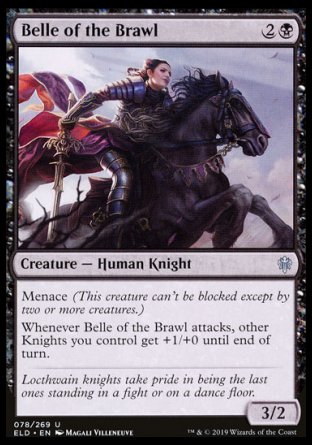 Belle of the Brawl 2
Creature — Human Knight
Menace (This creature can't be blocked except by
two or more creatures.)
Whenever Belle of the Brawl attacks, other
Knights you control get +1/+0 until end of
turn.
Locthwain knights take pride in being the last
ones standing in a fight or on a dance floor.
3/2
078/269 U
ELD • EN MAGALI VILLENEUVE
™ & © 2019 Wizards of the Coast